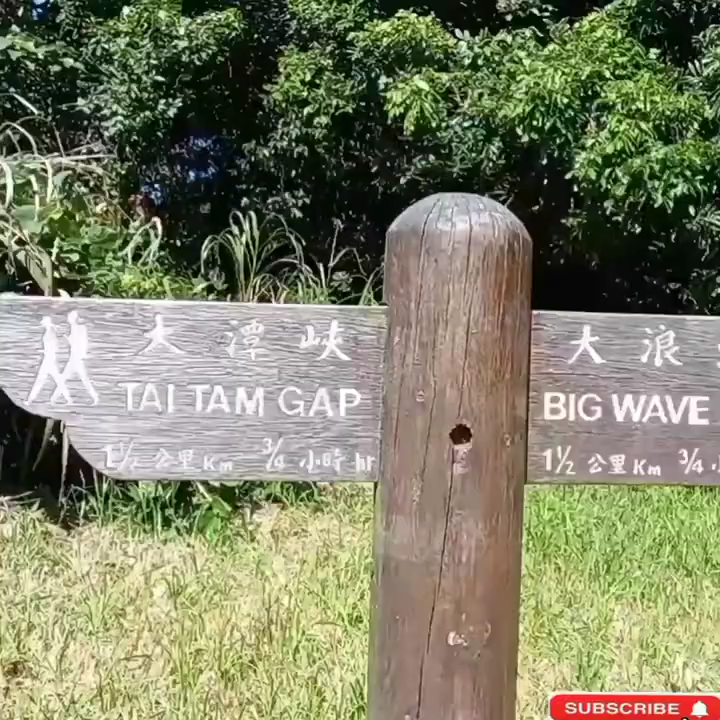 大潭峽
TAI TAM GAP
1½ 公里 Km ¾ 小時 hr
大浪
BIG WAVE
1½ 公里 Km ¾
SUBSCRIBE